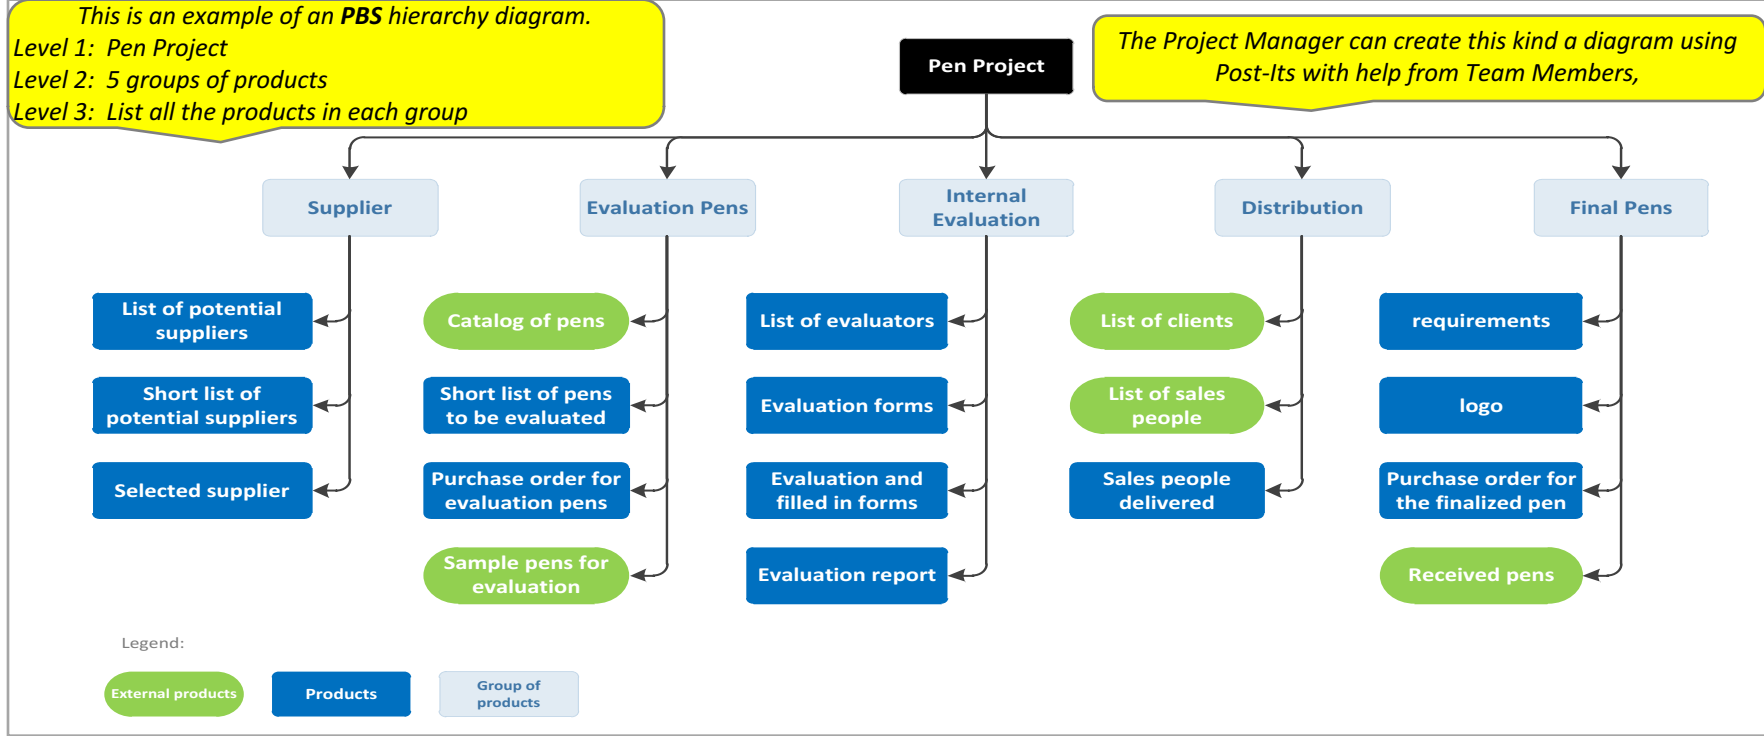 This is an example of an PBS hierarchy diagram.
Level 1: Pen Project
Level 2: 5 groups of products
Level 3: List all the products in each group
Pen Project
The Project Manager can create this kind a diagram using
Post-Its with help from Team Members,
Supplier
Evaluation Pens
Internal
Evaluation
Distribution
Final Pens
List of potential
suppliers
Catalog of pens
List of evaluators
List of clients
requirements
Short list of
potential suppliers
Short list of pens
to be evaluated
Evaluation forms
List of sales
people
logo
Selected supplier
Purchase order for
evaluation pens
Evaluation and
filled in forms
Sales people
delivered
Purchase order for
the finalized pen
Sample pens for
evaluation
Evaluation report
Received pens
Legend:
External products
Products
Group of
products